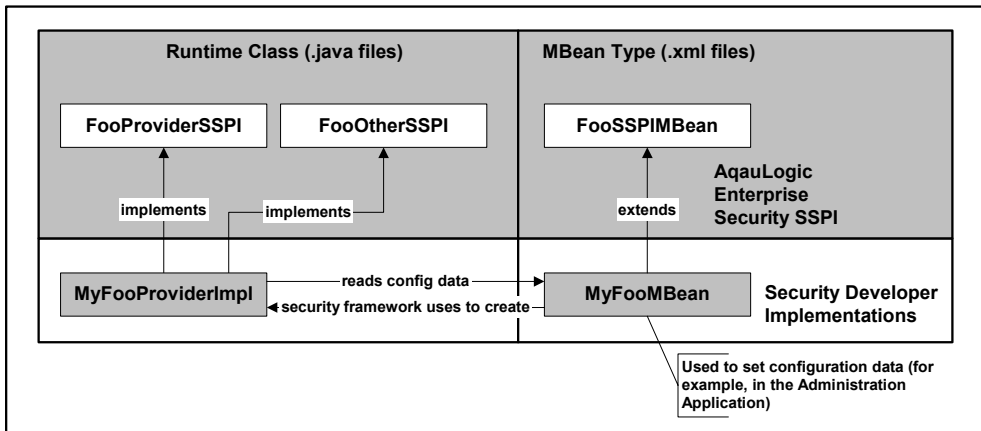 Runtime Class (.java files)
MBean Type (.xml files)
FooProviderSSPI
FooOtherSSPI
FooSSPIMBean
AqauLogic
Enterprise
Security SSPI
implements
implements
extends
MyFooProviderImpl
reads config data
security framework uses to create
MyFooMBean
Security Developer
Implementations
Used to set configuration data (for
example, in the Administration
Application)